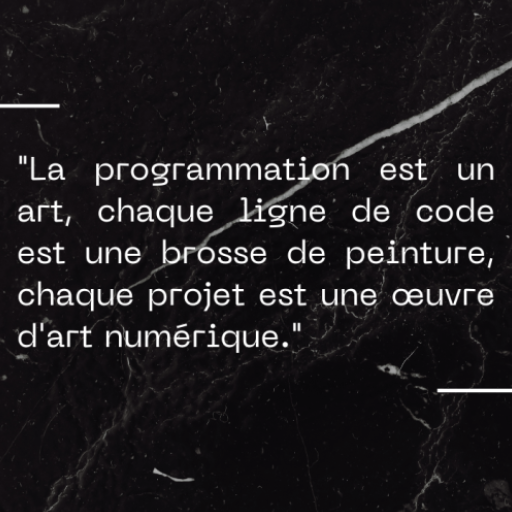 "La programmation est un
art, chaque ligne de code
est une brosse de peinture,
chaque projet est une œuvre
d'art numérique."